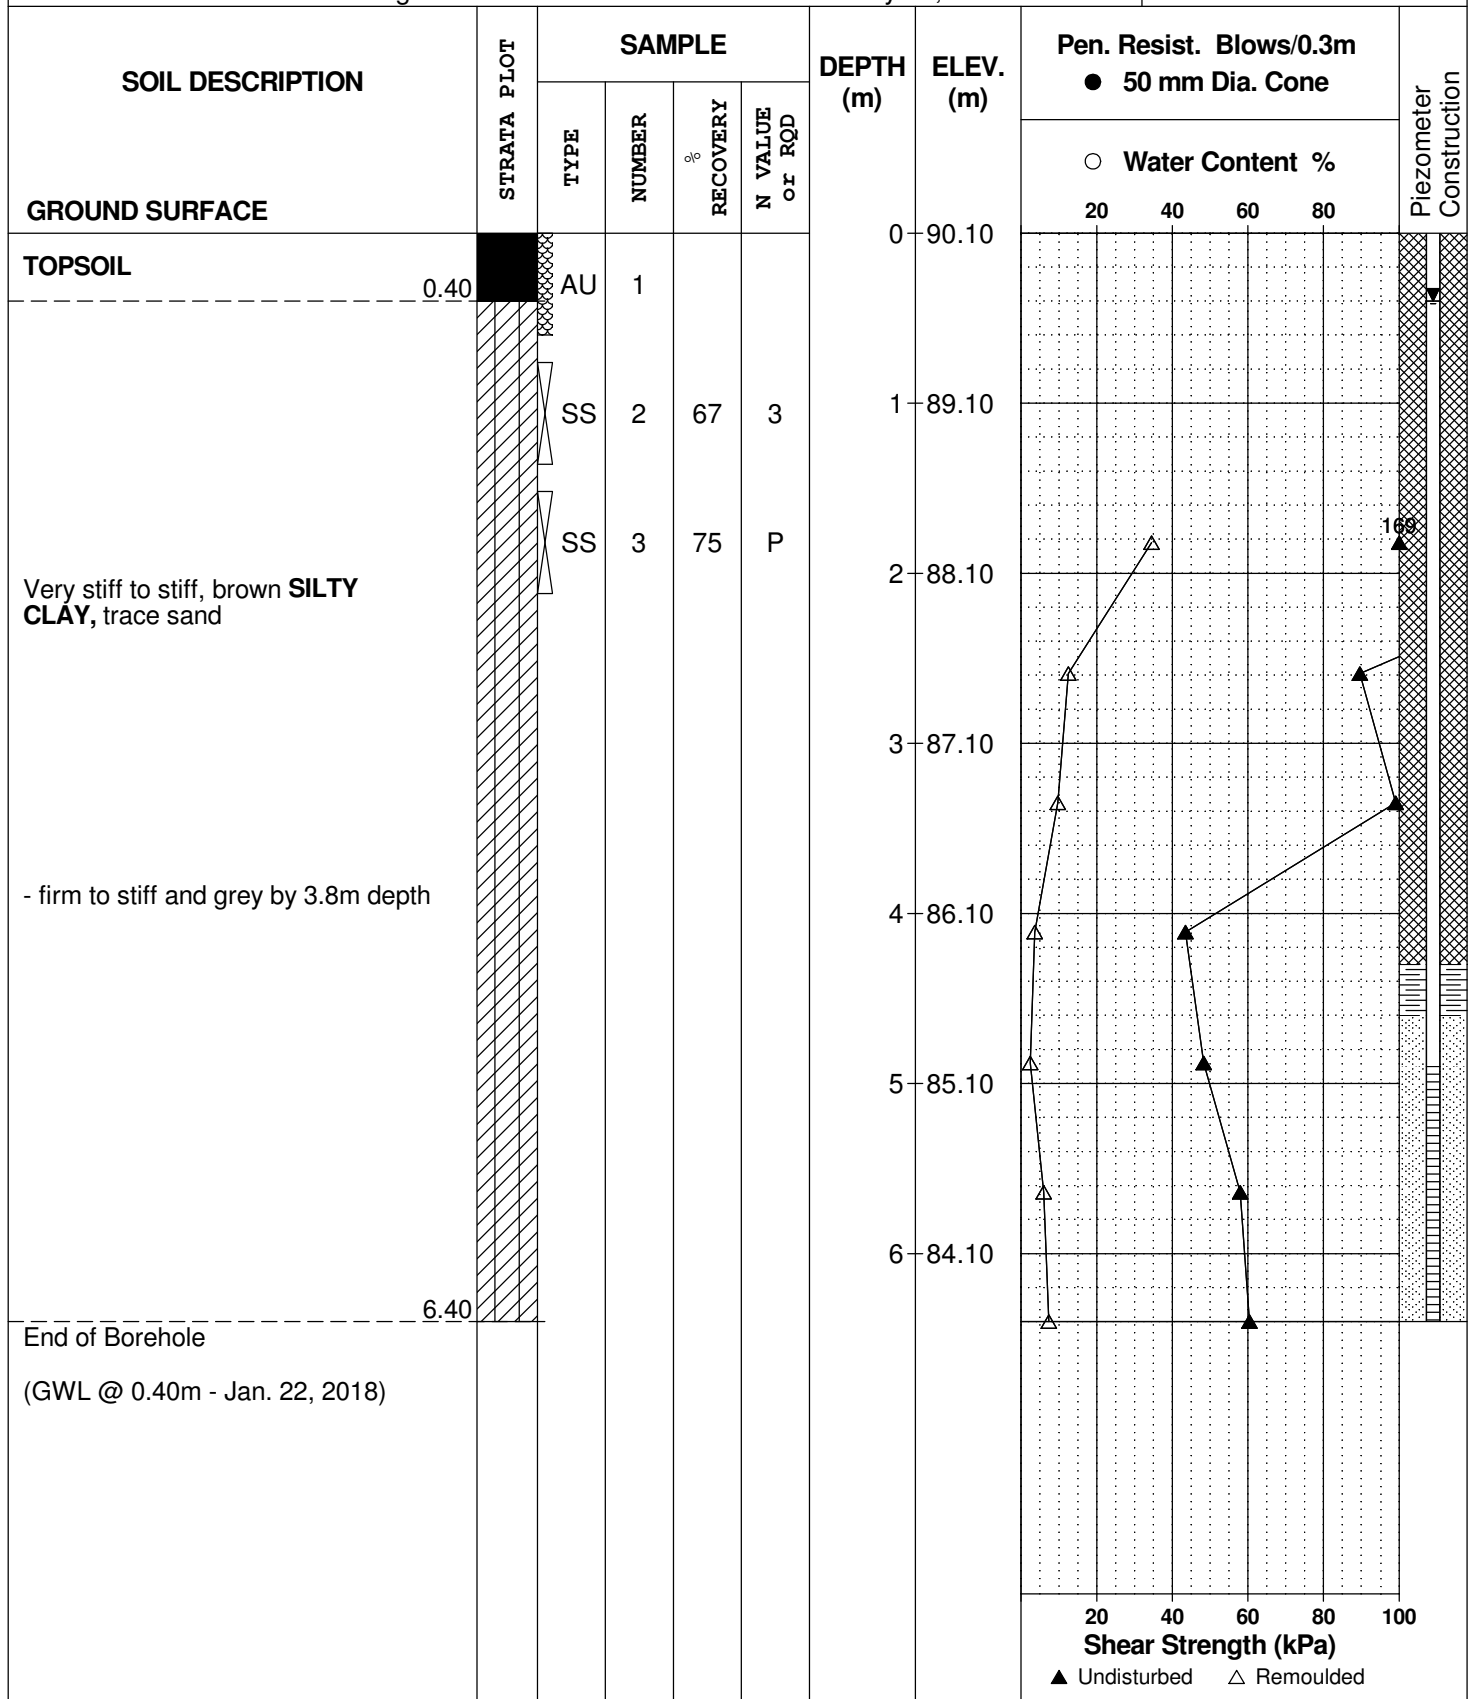 SOIL DESCRIPTION
GROUND SURFACE
STRATA PLOT
SAMPLE
TYPE
NUMBER
%
RECOVERY
N VALUE
or RQD
DEPTH
(m)
ELEV.
(m)
Pen. Resist. Blows/0.3m
● 50 mm Dia. Cone
○ Water Content %
20 40 60 80
Piezometer
Construction
0 90.10
TOPSOIL
0.40
AU 1
SS 2 67 3
1 89.10
169
SS 3 75 P
2 88.10
Very stiff to stiff, brown SILTY
CLAY, trace sand
3 87.10
- firm to stiff and grey by 3.8m depth
4 86.10
5 85.10
6 84.10
6.40
End of Borehole
(GWL @ 0.40m - Jan. 22, 2018)
20 40 60 80 100
Shear Strength (kPa)
▲ Undisturbed △ Remoulded